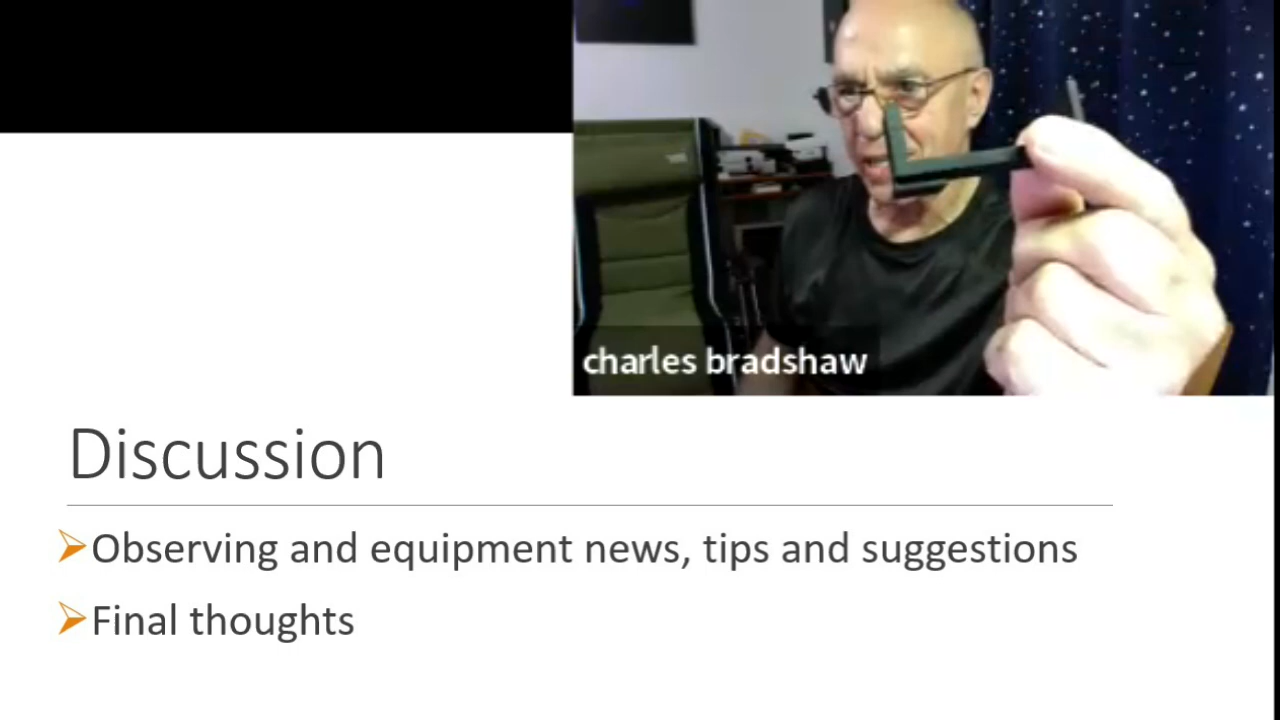 charles bradshaw
Discussion
Observing and equipment news, tips and suggestions
Final thoughts